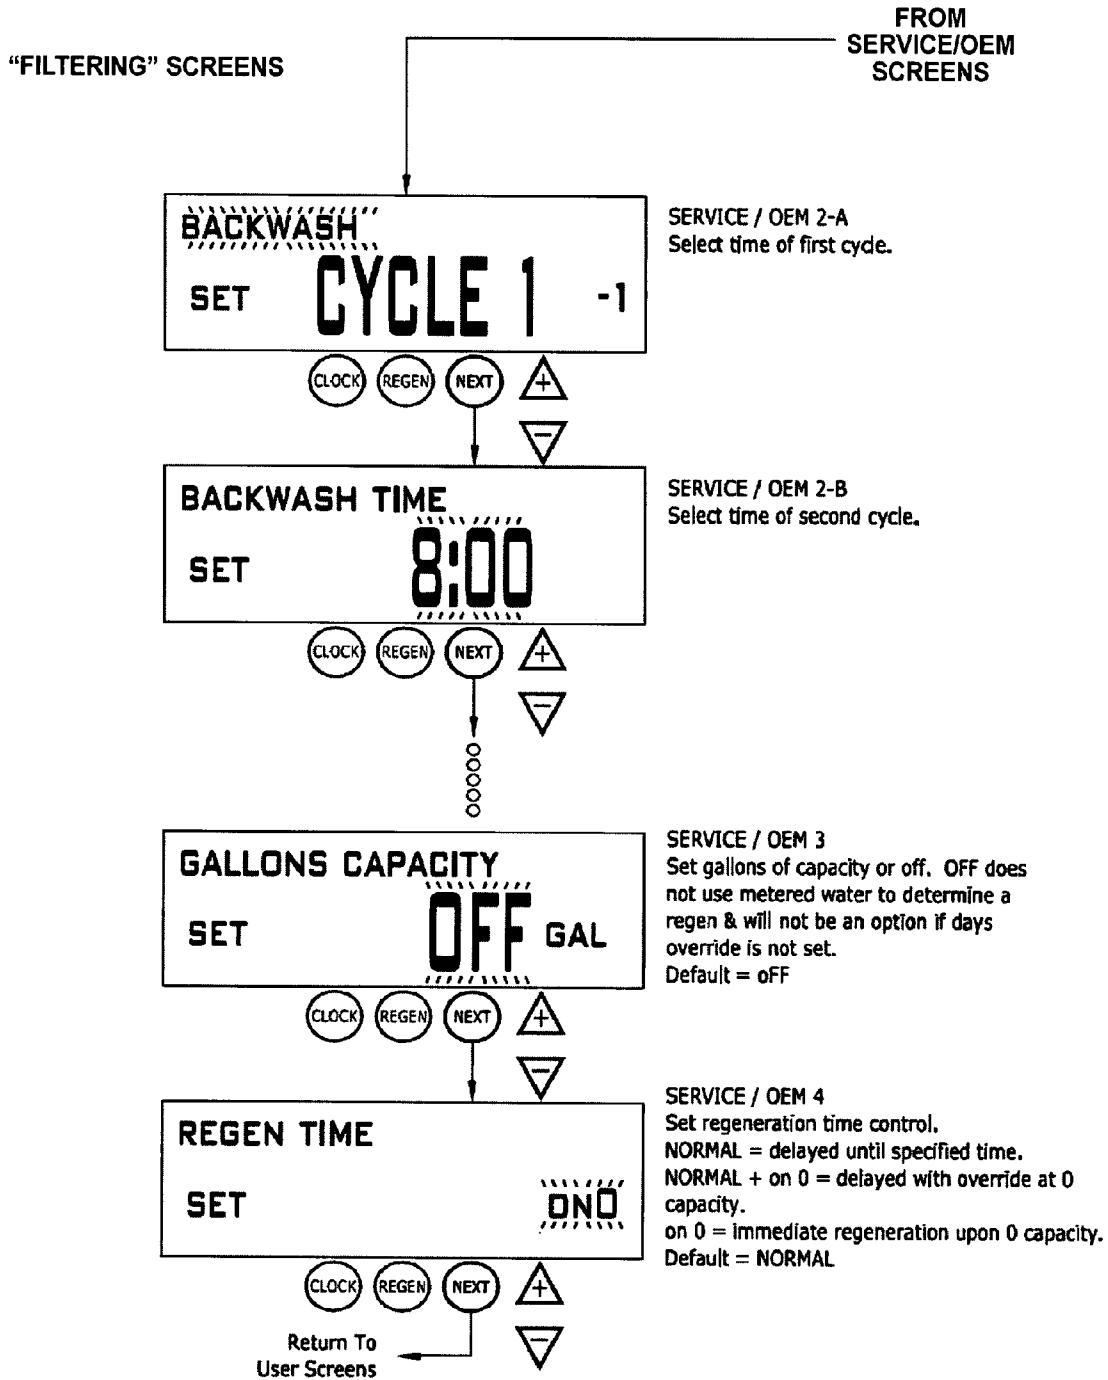 FROM
SERVICE/OEM
SCREENS
“FILTERING” SCREENS
BACKWASH
SET CYCLE 1 -1
SERVICE / OEM 2-A
Select time of first cycle.
CLOCK REGEN NEXT +
−
BACKWASH TIME
SET 8:00
SERVICE / OEM 2-B
Select time of second cycle.
CLOCK REGEN NEXT +
−
GALLONS CAPACITY
SET OFF GAL
SERVICE / OEM 3
Set gallons of capacity or off. OFF does
not use metered water to determine a
regen & will not be an option if days
override is not set.
Default = oFF
CLOCK REGEN NEXT +
−
REGEN TIME
SET ON0
SERVICE / OEM 4
Set regeneration time control.
NORMAL = delayed until specified time.
NORMAL + on 0 = delayed with override at 0
capacity.
on 0 = immediate regeneration upon 0 capacity.
Default = NORMAL
CLOCK REGEN NEXT +
−
Return To
User Screens